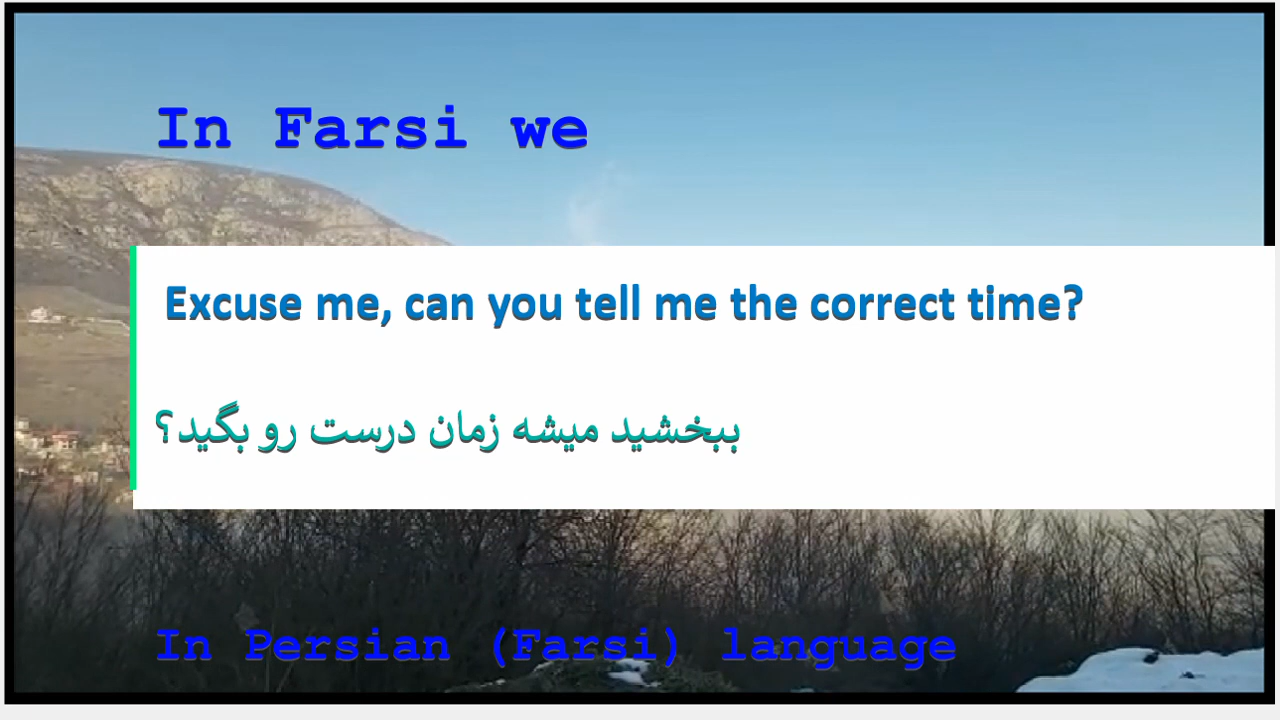 In Farsi we
Excuse me, can you tell me the correct time?
ببخشید میشه زمان درست رو بگید؟
In Persian (Farsi) language